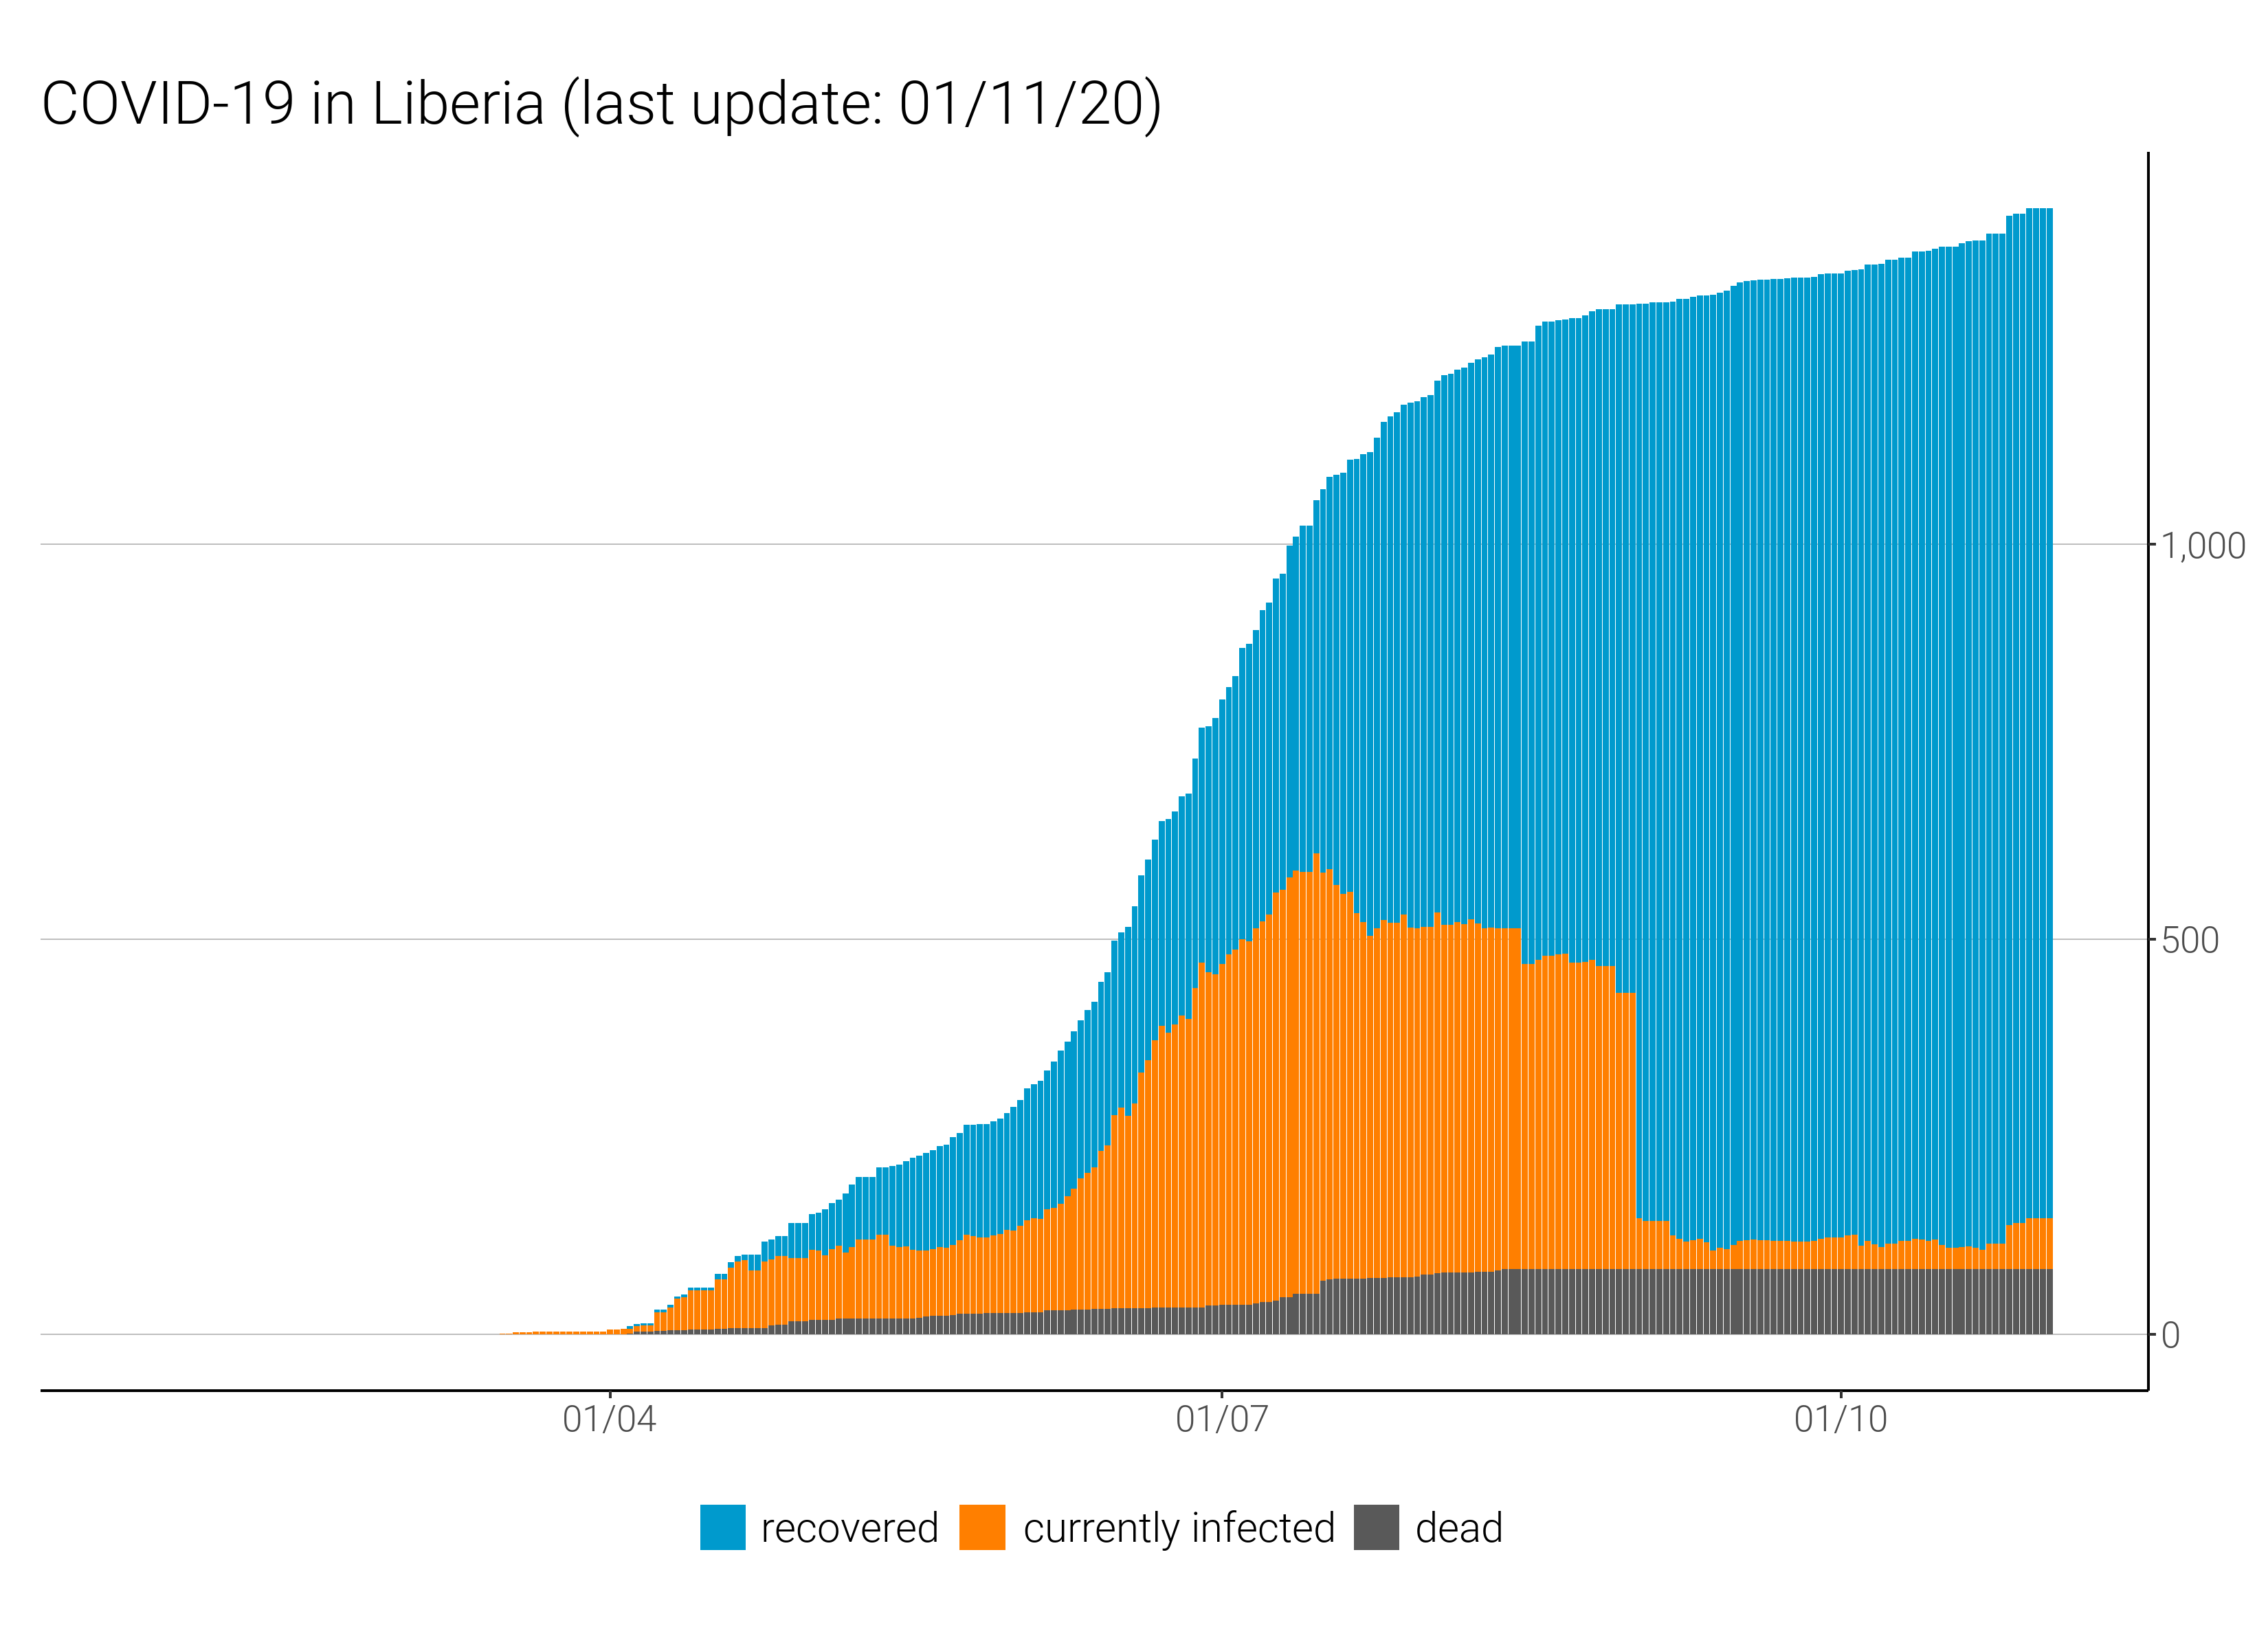 COVID-19 in Liberia (last update: 01/11/20)
1,000
500
0
01/04 01/07 01/10
recovered currently infected dead